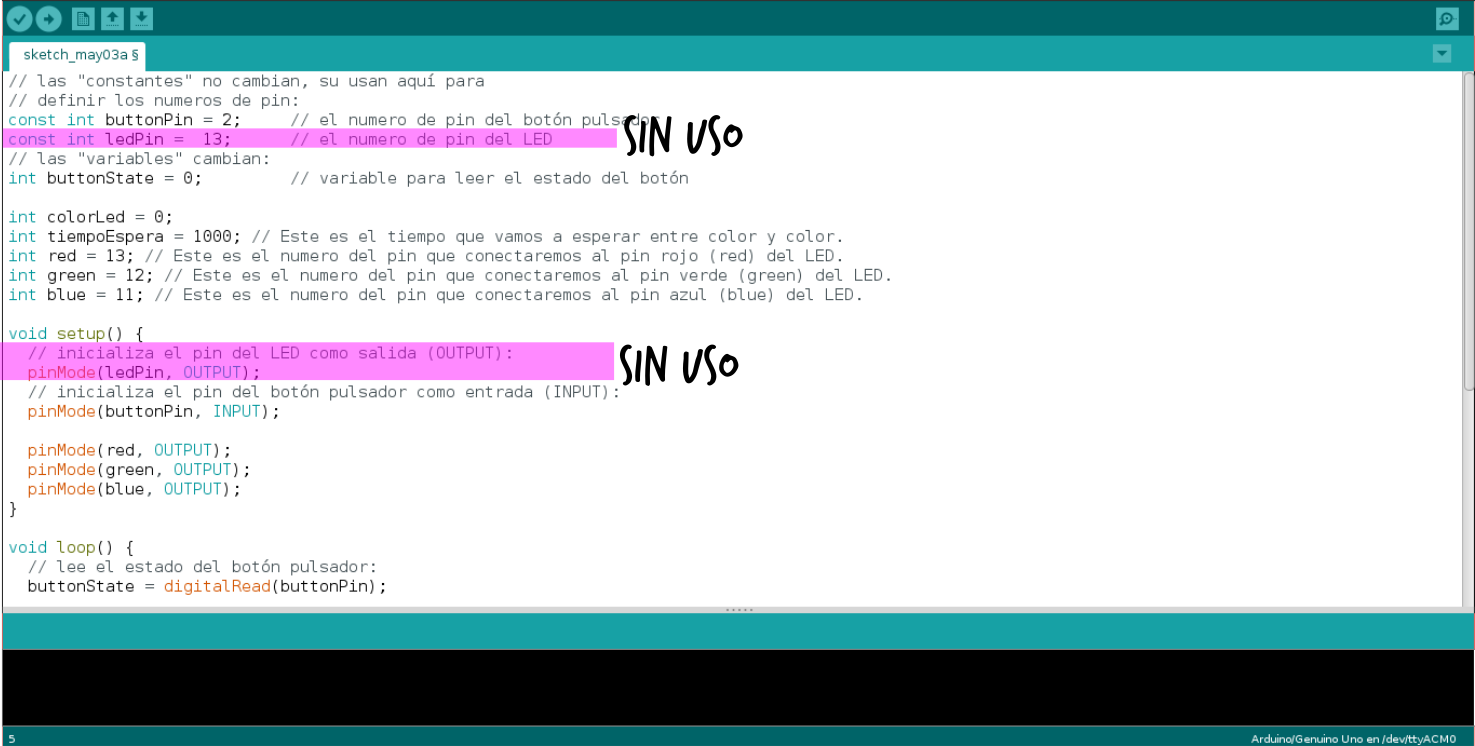 sketch_may03a §
// las "constantes" no cambian, su usan aquí para
// definir los numeros de pin:
const int buttonPin = 2;     // el numero de pin del botón pulsador
const int ledPin =  13;      // el numero de pin del LED
SIN USO
// las "variables" cambian:
int buttonState = 0;         // variable para leer el estado del botón
int colorLed = 0;
int tiempoEspera = 1000; // Este es el tiempo que vamos a esperar entre color y color.
int red = 13; // Este es el numero del pin que conectaremos al pin rojo (red) del LED.
int green = 12; // Este es el numero del pin que conectaremos al pin verde (green) del LED.
int blue = 11; // Este es el numero del pin que conectaremos al pin azul (blue) del LED.
void setup() {
  // inicializa el pin del LED como salida (OUTPUT):
  pinMode(ledPin, OUTPUT);
SIN USO
  // inicializa el pin del botón pulsador como entrada (INPUT):
  pinMode(buttonPin, INPUT);
  pinMode(red, OUTPUT);
  pinMode(green, OUTPUT);
  pinMode(blue, OUTPUT);
}
void loop() {
  // lee el estado del botón pulsador:
  buttonState = digitalRead(buttonPin);
5
Arduino/Genuino Uno en /dev/ttyACM0